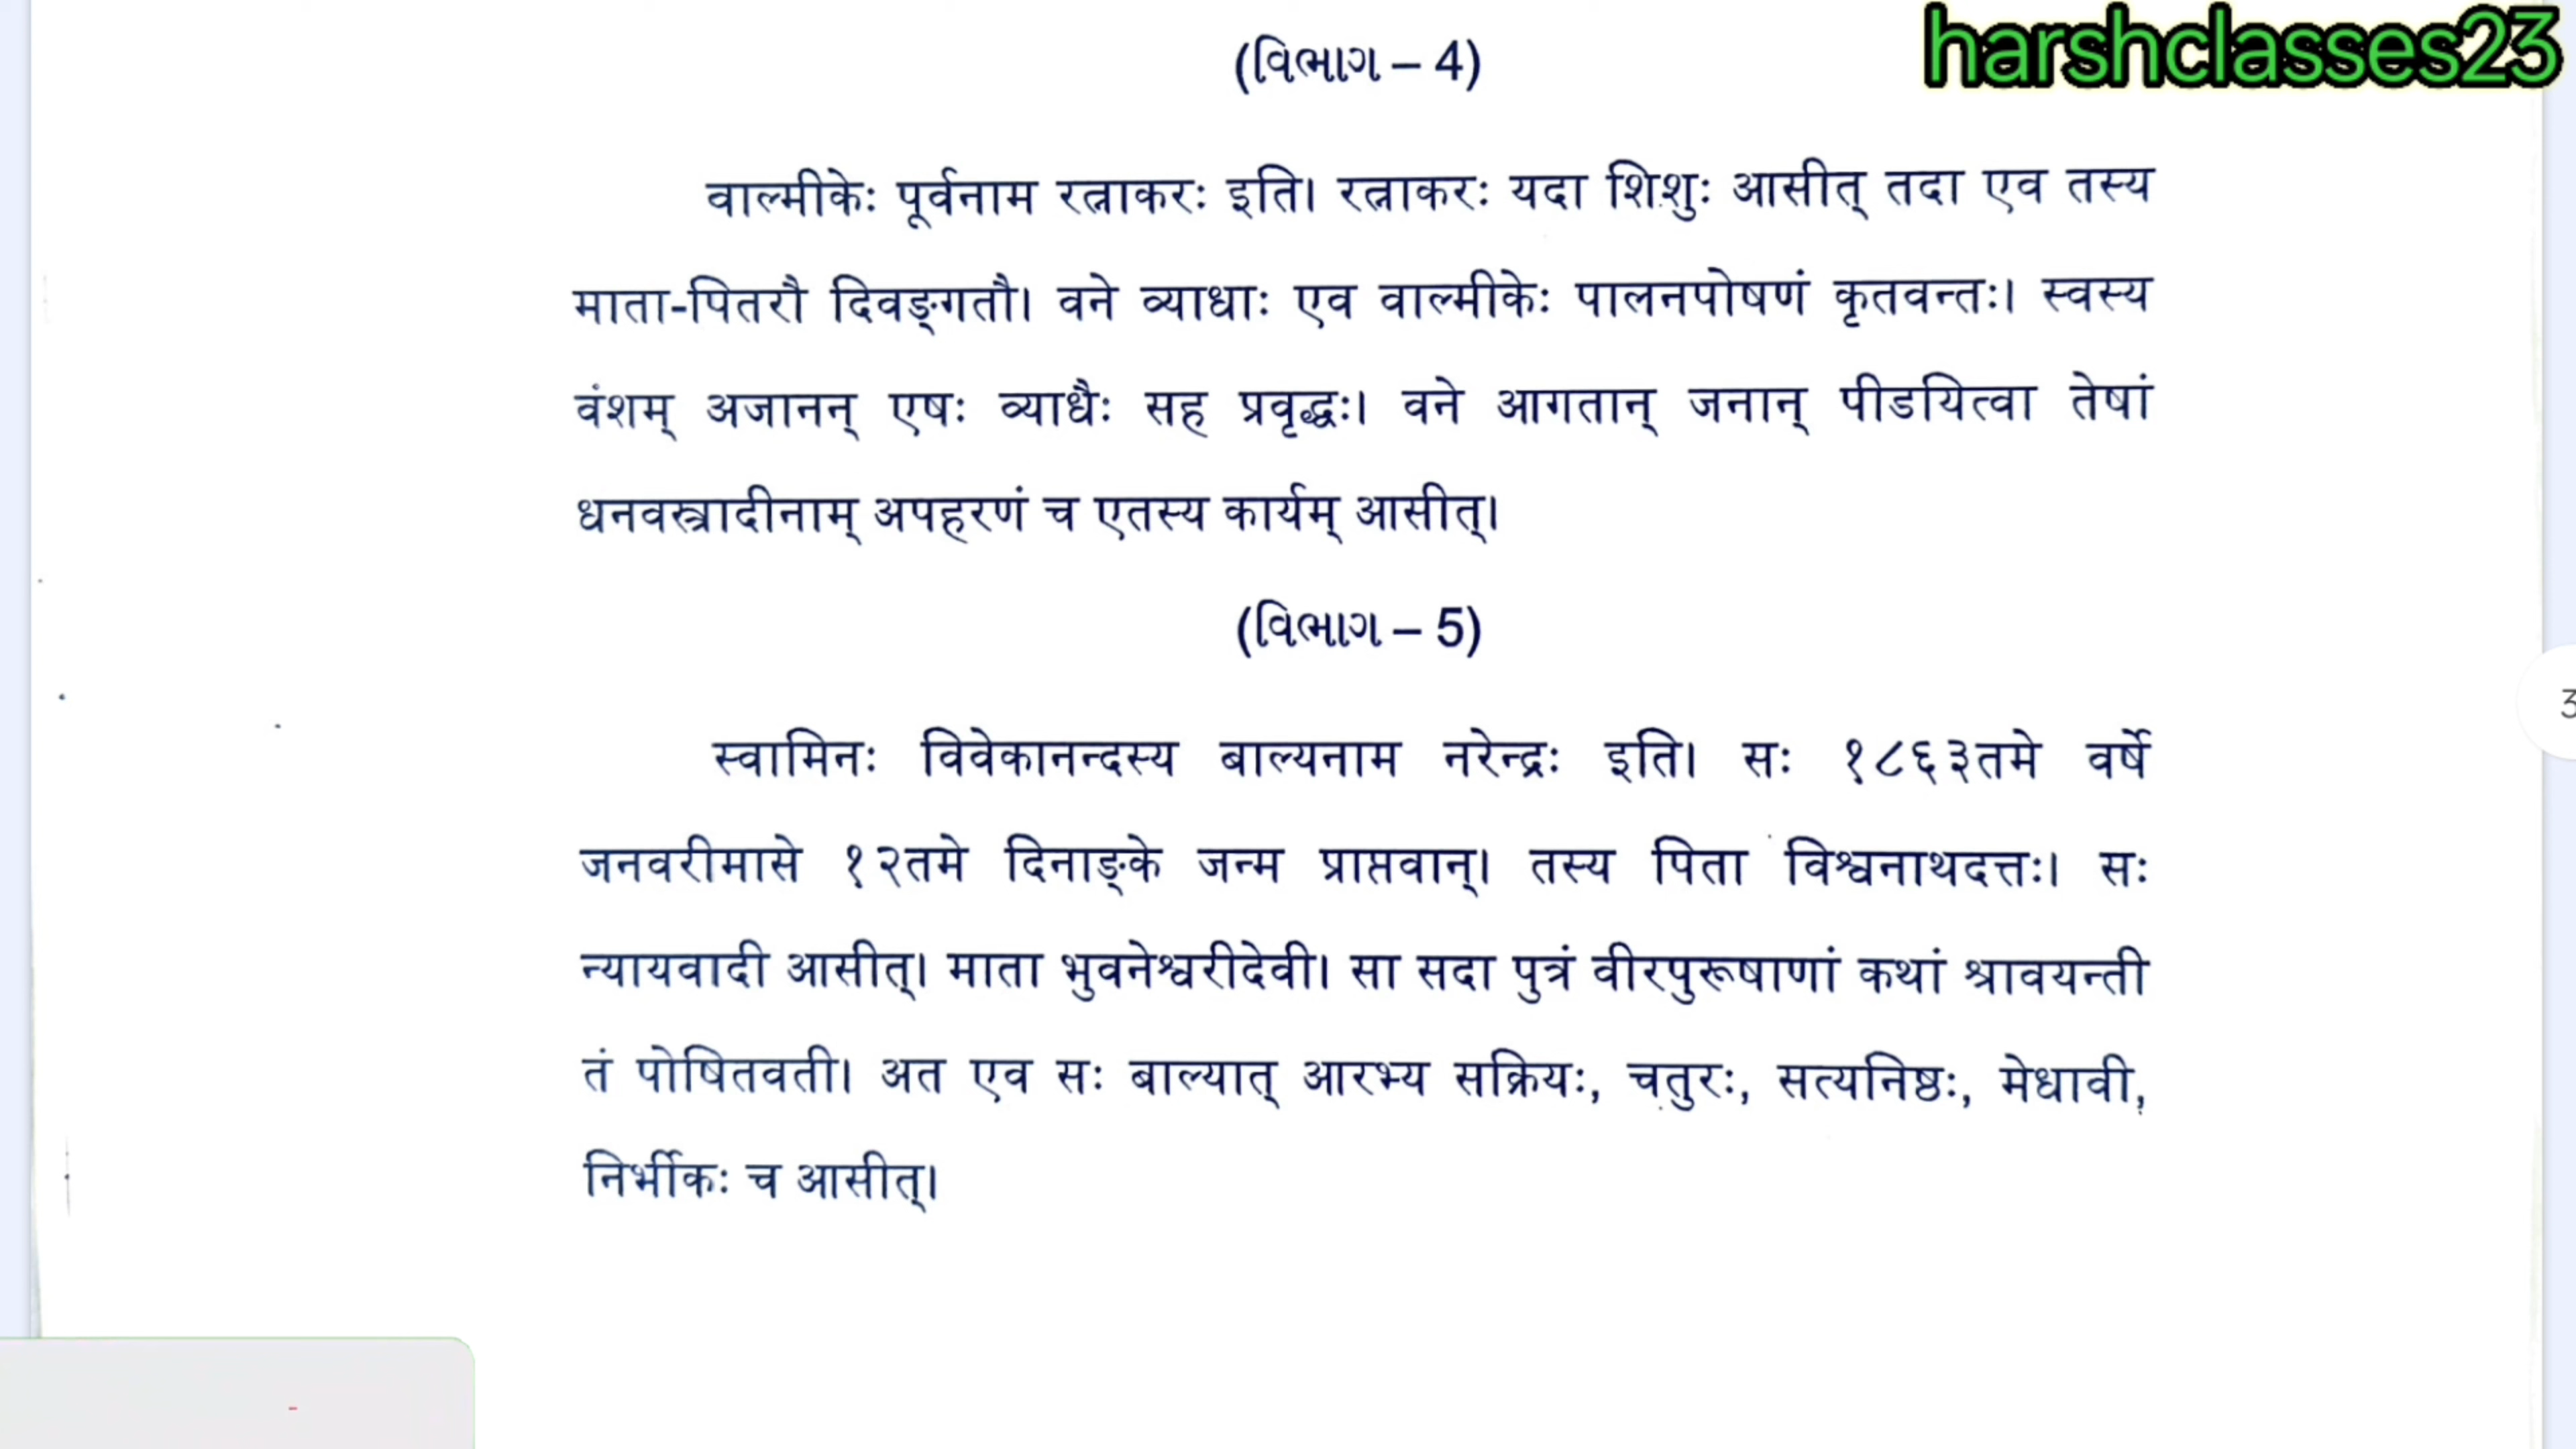 harshclasses23
(વિભાગ – 4)
वाल्मीकेः पूर्वनाम रत्नाकरः इति। रत्नाकरः यदा शिशुः आसीत् तदा एव तस्य
माता-पितरौ दिवङ्गतौ। वने व्याधाः एव वाल्मीकेः पालनपोषणं कृतवन्तः। स्वस्य
वंशम् अजानन् एषः व्याधैः सह प्रवृद्धः। वने आगतान् जनान् पीडयित्वा तेषां
धनवस्त्रादीनाम् अपहरणं च एतस्य कार्यम् आसीत्।
(વિભાગ – 5)
3
स्वामिनः विवेकानन्दस्य बाल्यनाम नरेन्द्रः इति। सः १८६३तमे वर्षे
जनवरीमासे १२तमे दिनाङ्के जन्म प्राप्तवान्। तस्य पिता विश्वनाथदत्तः। सः
न्यायवादी आसीत्। माता भुवनेश्वरीदेवी। सा सदा पुत्रं वीरपुरूषाणां कथां श्रावयन्ती
तं पोषितवती। अत एव सः बाल्यात् आरभ्य सक्रियः, चतुरः, सत्यनिष्ठः, मेधावी,
निर्भीकः च आसीत्।